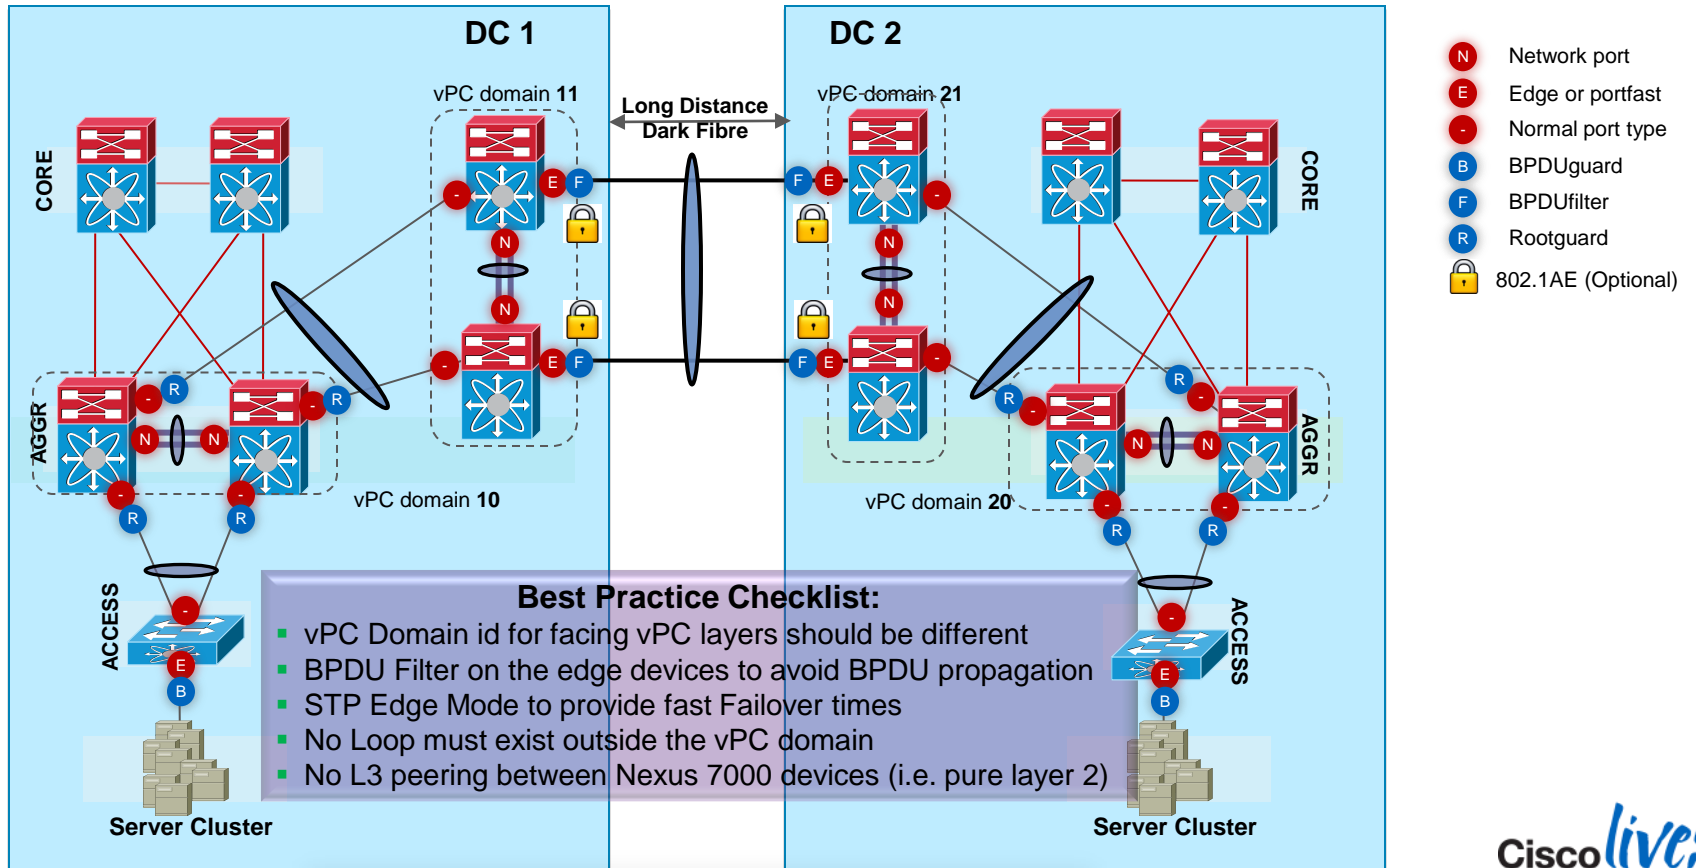 DC 1
DC 2
vPC domain 11
vPC domain 21
Long Distance
Dark Fibre
CORE
CORE
E
F
F
E
-
-
N
N
N
N
-
E
F
F
E
-
AGGR
-
R
-
R
N
N
R
-
R
-
N
N
AGGR
vPC domain 10
vPC domain 20
-
-
R
R
-
-
R
R
ACCESS
-
E
B
-
E
B
ACCESS
Best Practice Checklist:
vPC Domain id for facing vPC layers should be different
BPDU Filter on the edge devices to avoid BPDU propagation
STP Edge Mode to provide fast Failover times
No Loop must exist outside the vPC domain
No L3 peering between Nexus 7000 devices (i.e. pure layer 2)
Server Cluster
Server Cluster
N Network port
E Edge or portfast
- Normal port type
B BPDUguard
F BPDUfilter
R Rootguard
802.1AE (Optional)
Cisco live!